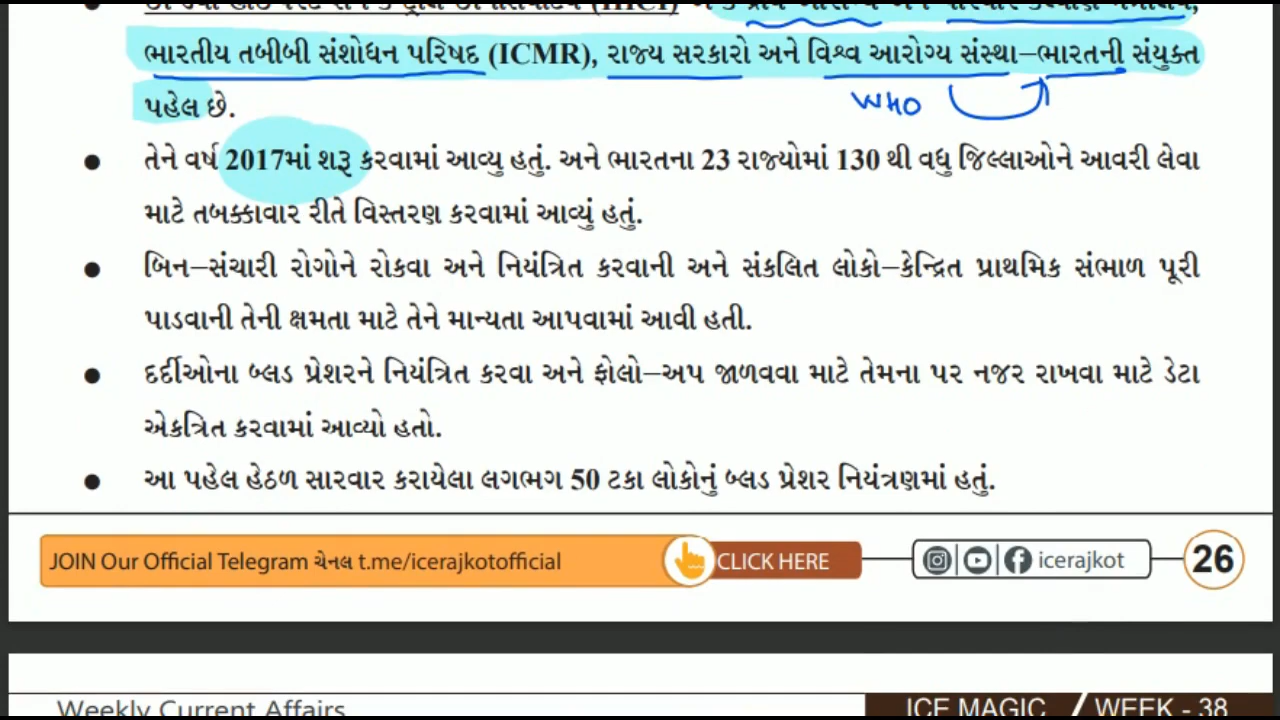 (IHCI)
ભારતીય તબીબી સંશોધન પરિષદ (ICMR), રાજ્ય સરકારો અને વિશ્વ આરોગ્ય સંસ્થા–ભારતની સંયુક્ત
પહેલ છે.
WHO
● તેને વર્ષ 2017માં શરૂ કરવામાં આવ્યુ હતું. અને ભારતના 23 રાજ્યોમાં 130 થી વધુ જિલ્લાઓને આવરી લેવા
માટે તબક્કાવાર રીતે વિસ્તરણ કરવામાં આવ્યું હતું.
● બિન–સંચારી રોગોને રોકવા અને નિયંત્રિત કરવાની અને સંકલિત લોકો–કેન્દ્રિત પ્રાથમિક સંભાળ પૂરી
પાડવાની તેની ક્ષમતા માટે તેને માન્યતા આપવામાં આવી હતી.
● દર્દીઓના બ્લડ પ્રેશરને નિયંત્રિત કરવા અને ફોલો–અપ જાળવવા માટે તેમના પર નજર રાખવા માટે ડેટા
એકત્રિત કરવામાં આવ્યો હતો.
● આ પહેલ હેઠળ સારવાર કરાયેલા લગભગ 50 ટકા લોકોનું બ્લડ પ્રેશર નિયંત્રણમાં હતું.
JOIN Our Official Telegram ચેનલ t.me/icerajkotofficial CLICK HERE icerajkot 26
Weekly Current Affairs ICE MAGIC / WEEK - 38